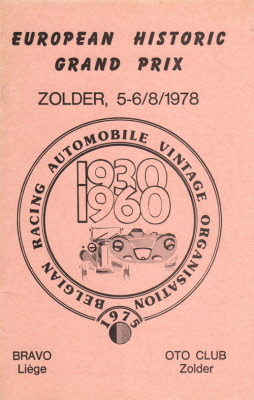 EUROPEAN HISTORIC
GRAND PRIX
ZOLDER, 5-6/8/1978
BELGIAN RACING AUTOMOBILE VINTAGE ORGANISATION
1930
1960
1975
BRAVO
Liège
OTO CLUB
Zolder